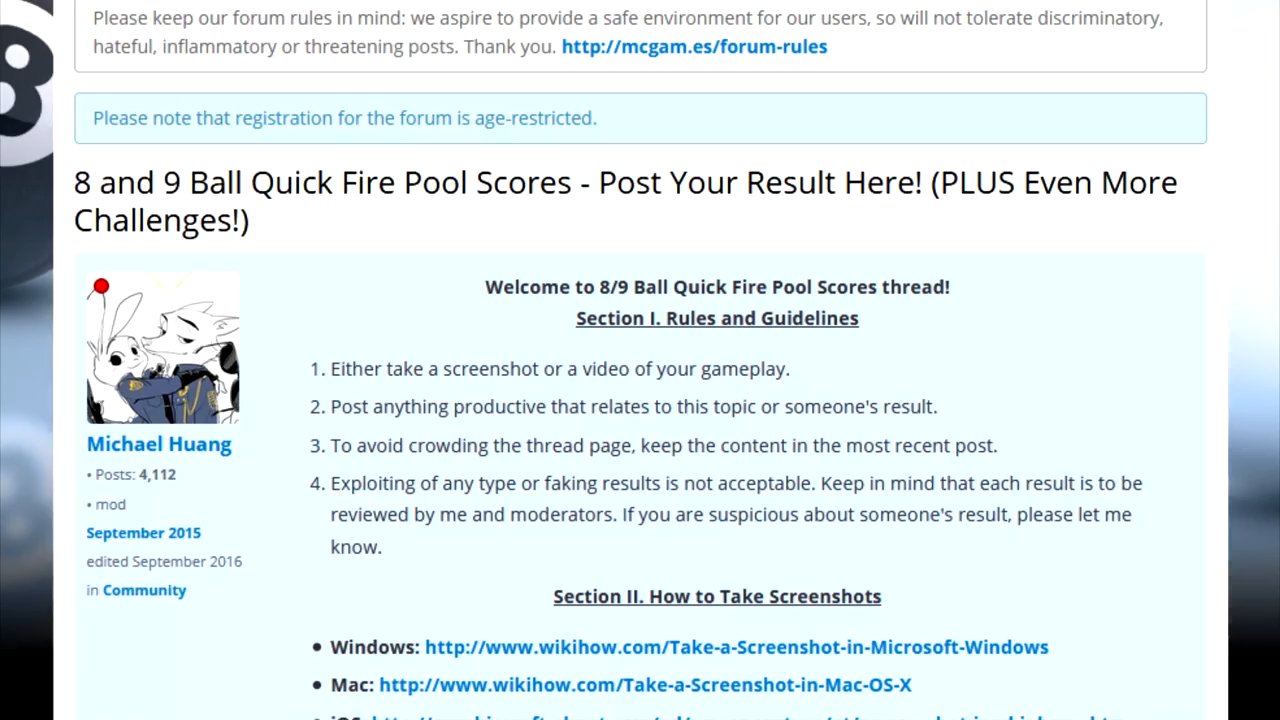 Please keep our forum rules in mind: we aspire to provide a safe environment for our users, so will not tolerate discriminatory,
hateful, inflammatory or threatening posts. Thank you. http://mcgam.es/forum-rules
Please note that registration for the forum is age-restricted.
8 and 9 Ball Quick Fire Pool Scores - Post Your Result Here! (PLUS Even More
Challenges!)
Welcome to 8/9 Ball Quick Fire Pool Scores thread!
Section I. Rules and Guidelines
1. Either take a screenshot or a video of your gameplay.
2. Post anything productive that relates to this topic or someone's result.
3. To avoid crowding the thread page, keep the content in the most recent post.
4. Exploiting of any type or faking results is not acceptable. Keep in mind that each result is to be
reviewed by me and moderators. If you are suspicious about someone's result, please let me
know.
Michael Huang
• Posts: 4,112
• mod
September 2015
edited September 2016
in Community
Section II. How to Take Screenshots
• Windows: http://www.wikihow.com/Take-a-Screenshot-in-Microsoft-Windows
• Mac: http://www.wikihow.com/Take-a-Screenshot-in-Mac-OS-X